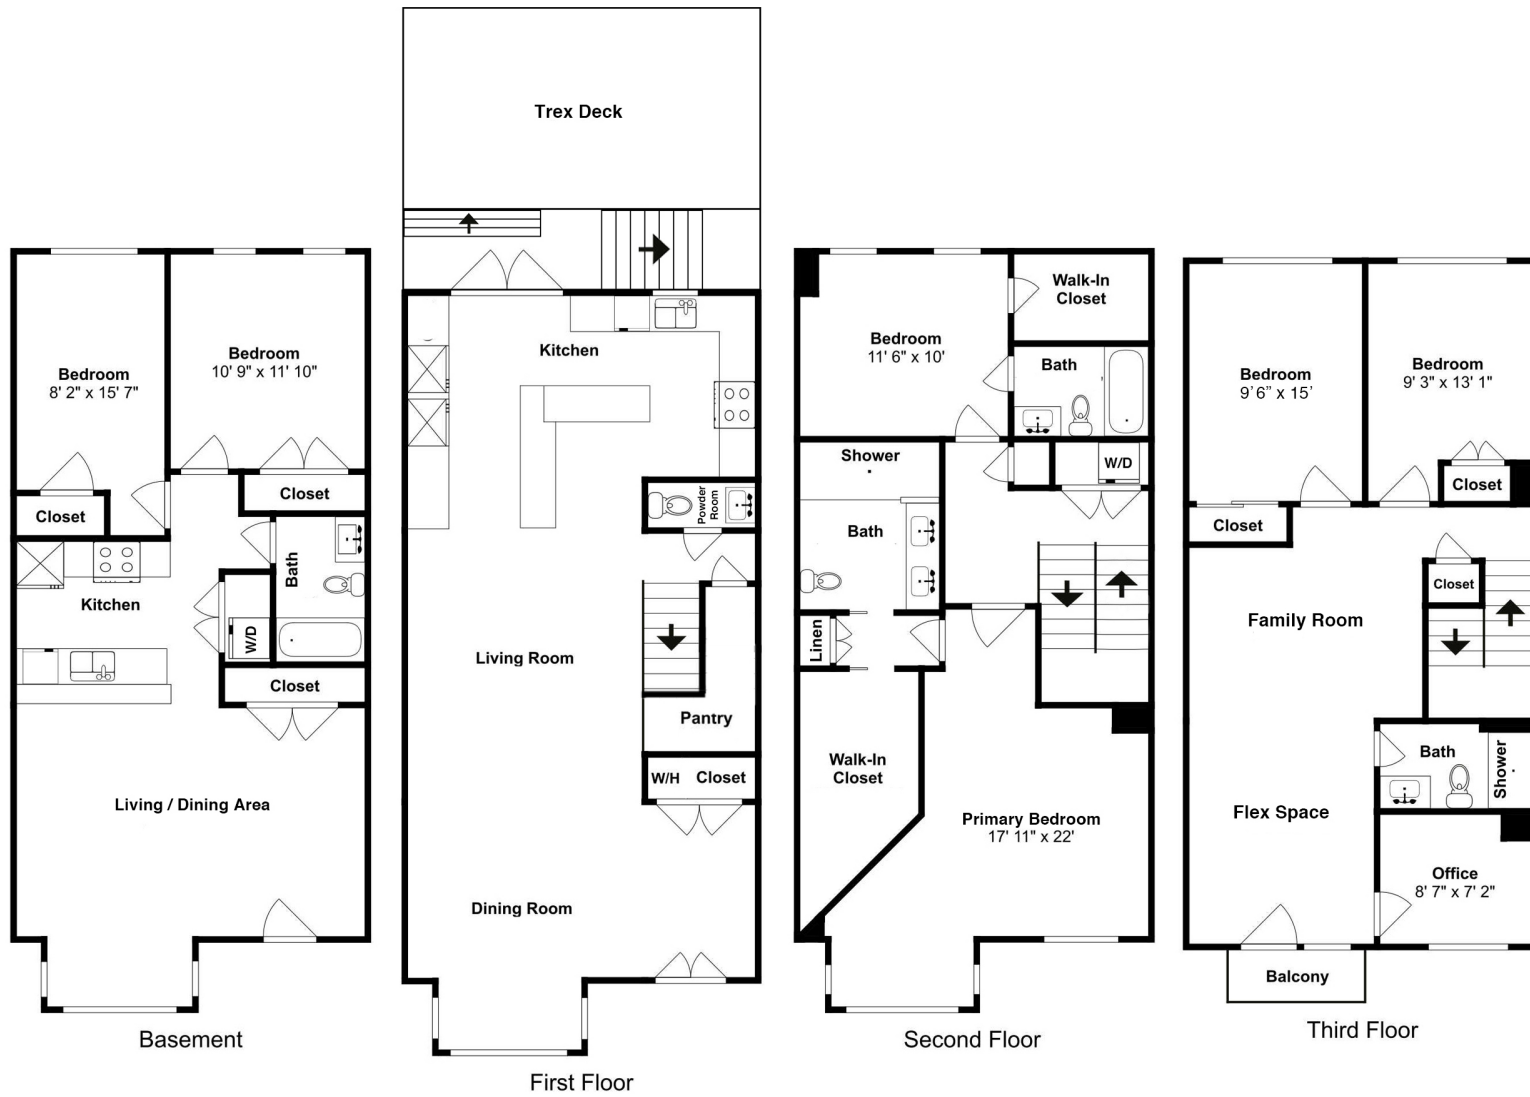 Bedroom
8' 2" x 15' 7"
Bedroom
10' 9" x 11' 10"
Closet
Closet
Bath
Kitchen
W/D
Closet
Living / Dining Area
Basement
Trex Deck
Kitchen
Powder
Room
Living Room
Pantry
W/H
Closet
Dining Room
First Floor
Walk-In
Closet
Bedroom
11' 6" x 10'
Bath
Shower
W/D
Bath
Linen
Walk-In
Closet
Primary Bedroom
17' 11" x 22'
Second Floor
Bedroom
9' 6" x 15'
Bedroom
9' 3" x 13' 1"
Closet
Closet
Closet
Family Room
Bath
Shower
Flex Space
Office
8' 7" x 7' 2"
Balcony
Third Floor